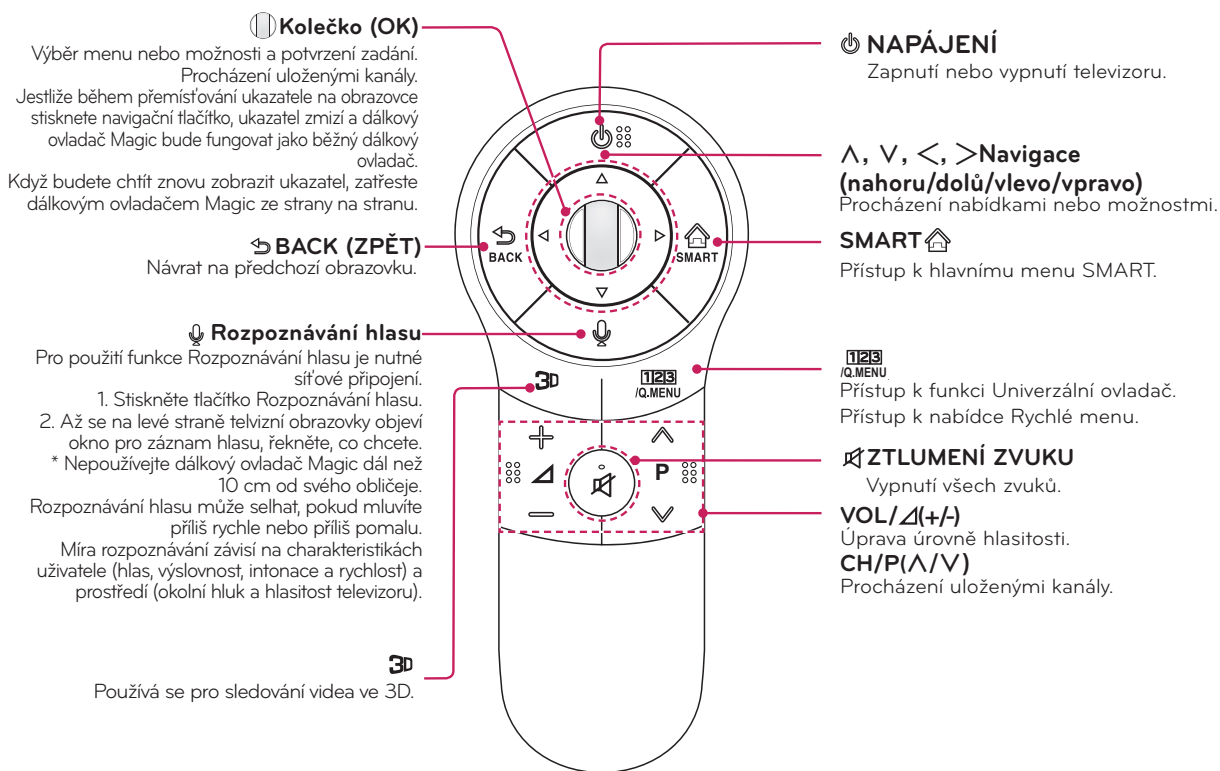 Kolečko (OK)
Výběr menu nebo možnosti a potvrzení zadání.
Procházení uloženými kanály.
Jestliže během přemísťování ukazatele na obrazovce
stisknete navigační tlačítko, ukazatel zmizí a dálkový
ovladač Magic bude fungovat jako běžný dálkový
ovladač.
Když budete chtít znovu zobrazit ukazatel, zatřeste
dálkovým ovladačem Magic ze strany na stranu.
BACK (ZPĚT)
Návrat na předchozí obrazovku.
Rozpoznávání hlasu
Pro použití funkce Rozpoznávání hlasu je nutné
síťové připojení.
1. Stiskněte tlačítko Rozpoznávání hlasu.
2. Až se na levé straně telvizní obrazovky objeví
okno pro záznam hlasu, řekněte, co chcete.
* Nepoužívejte dálkový ovladač Magic dál než
10 cm od svého obličeje.
Rozpoznávání hlasu může selhat, pokud mluvíte
příliš rychle nebo příliš pomalu.
Míra rozpoznávání závisí na charakteristikách
uživatele (hlas, výslovnost, intonace a rychlost) a
prostředí (okolní hluk a hlasitost televizoru).
3D
Používá se pro sledování videa ve 3D.
BACK
SMART
3D
123
/Q.MENU
P
NAPÁJENÍ
Zapnutí nebo vypnutí televizoru.
∧, ∨, <, >Navigace
(nahoru/dolů/vlevo/vpravo)
Procházení nabídkami nebo možnostmi.
SMART
Přístup k hlavnímu menu SMART.
123
/Q.MENU
Přístup k funkci Univerzální ovladač.
Přístup k nabídce Rychlé menu.
ZTLUMENÍ ZVUKU
Vypnutí všech zvuků.
VOL/⊿(+/-)
Úprava úrovně hlasitosti.
CH/P(∧/∨)
Procházení uloženými kanály.